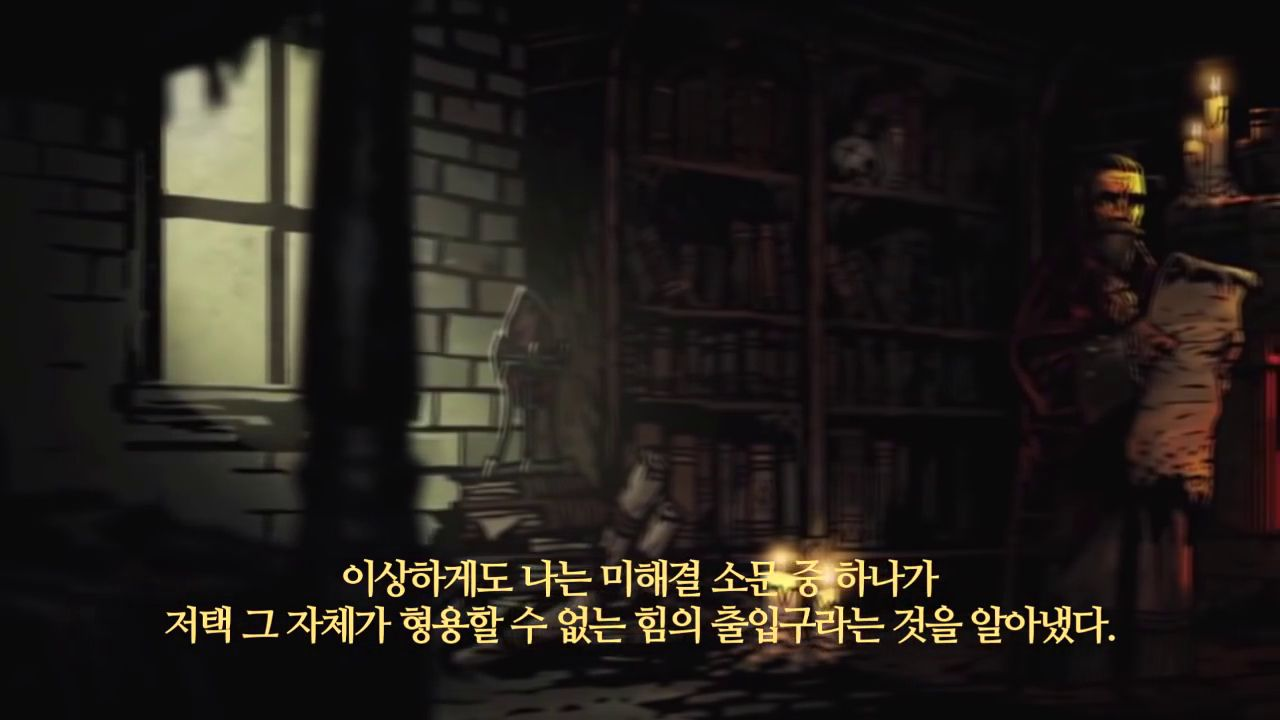 이상하게도 나는 미해결 소문 중 하나가
저택 그 자체가 형용할 수 없는 힘의 출입구라는 것을 알아냈다.